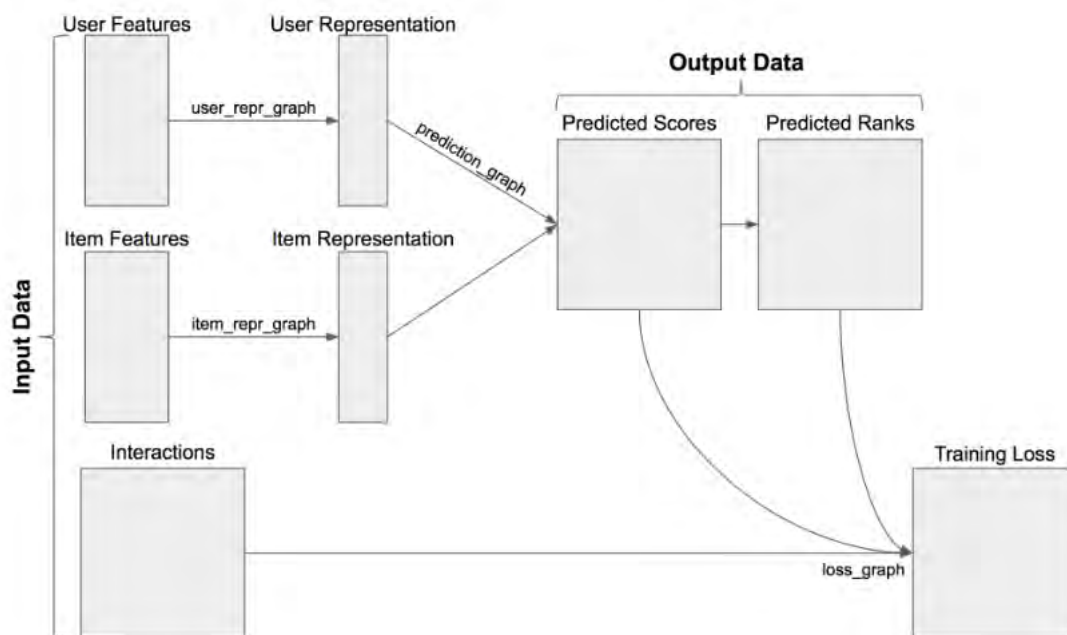 User Features
User Representation
Output Data
user_repr_graph
prediction_graph
Predicted Scores
Predicted Ranks
Item Features
Item Representation
Input Data
item_repr_graph
Interactions
Training Loss
loss_graph